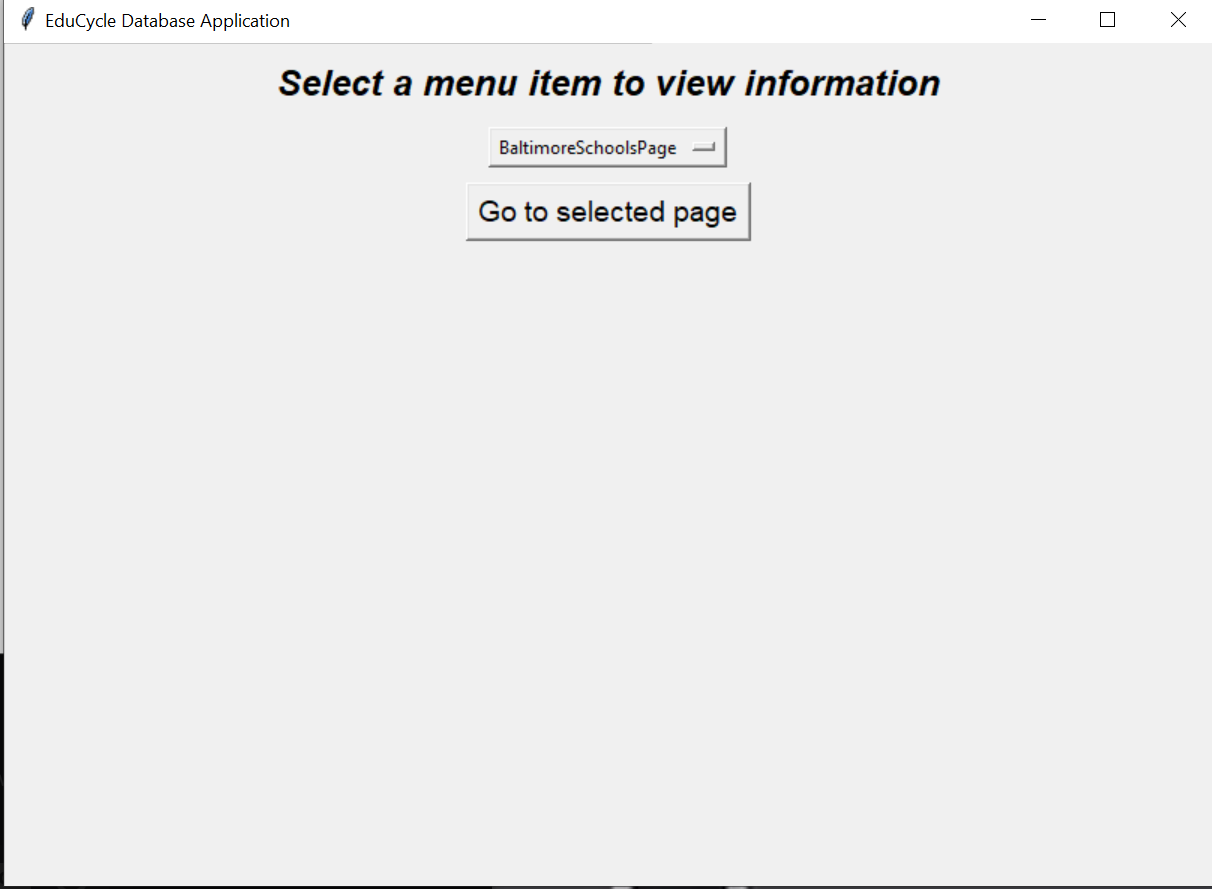 EduCycle Database Application
Select a menu item to view information
BaltimoreSchoolsPage
Go to selected page